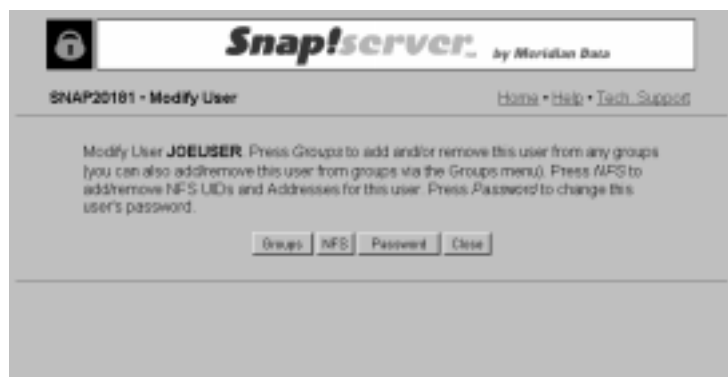 Snap!server™ by Meridian Data
SNAP20181 • Modify User
Home • Help • Tech. Support
Modify User JOEUSER. Press Groups to add and/or remove this user from any groups
(you can also add/remove this user from groups via the Groups menu). Press NFS to
add/remove NFS UIDs and Addresses for this user. Press Password to change this
user's password.
Groups NFS Password Close